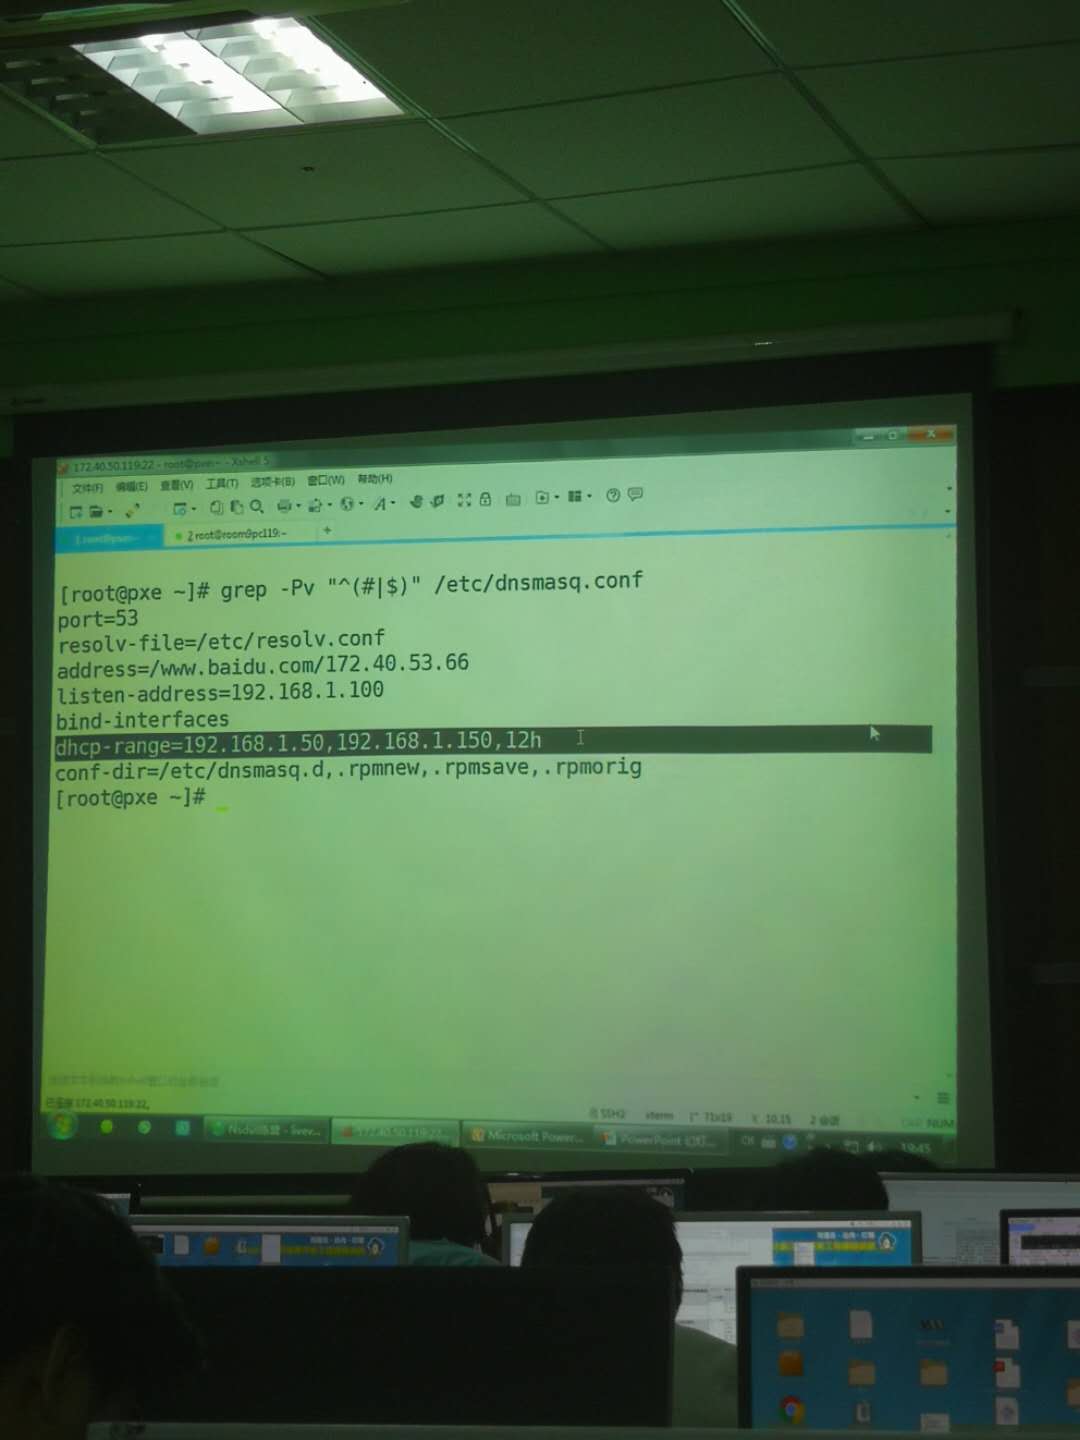 172.40.50.119:22 - root@pxe:~ - Xshell 5
文件(F) 编辑(E) 查看(V) 工具(T) 选项卡(B) 窗口(W) 帮助(H)
1 root@pxe:~ 2 root@room9pc119:~ +
[root@pxe ~]# grep -Pv "^(#|$)" /etc/dnsmasq.conf
port=53
resolv-file=/etc/resolv.conf
address=/www.baidu.com/172.40.53.66
listen-address=192.168.1.100
bind-interfaces
dhcp-range=192.168.1.50,192.168.1.150,12h
conf-dir=/etc/dnsmasq.d,.rpmnew,.rpmsave,.rpmorig
[root@pxe ~]#
已连接 172.40.50.119:22。 SSH2 xterm 71x19 10,15 2 会话 CAP NUM
172.40.50.119:22 Microsoft Power... PowerPoint CH 19:45